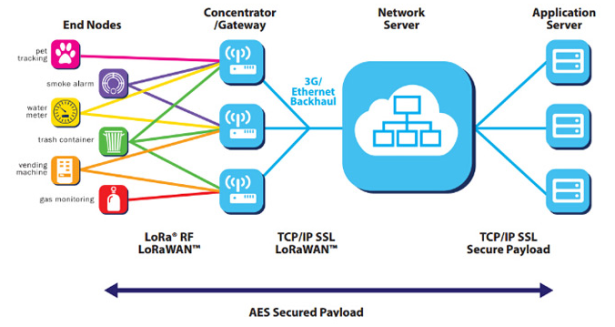 End Nodes
Concentrator
/Gateway
Network
Server
Application
Server
pet
tracking
smoke alarm
water
meter
trash container
vending
machine
gas monitoring
3G/
Ethernet
Backhaul
LoRa® RF
LoRaWAN™
TCP/IP SSL
LoRaWAN™
TCP/IP SSL
Secure Payload
AES Secured Payload